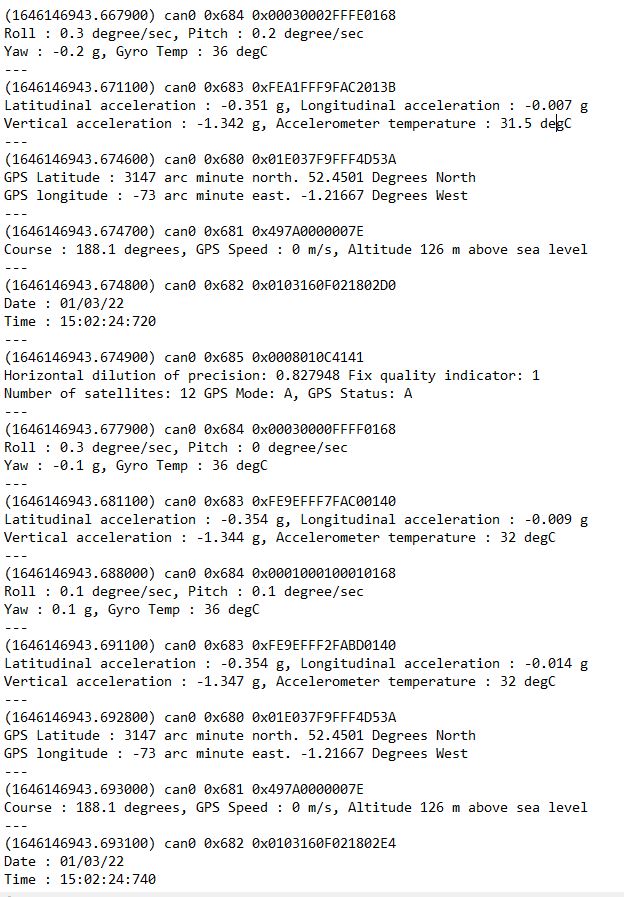 (1646146943.667900) can0 0x684 0x00030002FFFE0168
Roll : 0.3 degree/sec, Pitch : 0.2 degree/sec
Yaw : -0.2 g, Gyro Temp : 36 degC
---
(1646146943.671100) can0 0x683 0xFEA1FFF9FAC2013B
Latitudinal acceleration : -0.351 g, Longitudinal acceleration : -0.007 g
Vertical acceleration : -1.342 g, Accelerometer temperature : 31.5 degC
---
(1646146943.674600) can0 0x680 0x01E037F9FFF4D53A
GPS Latitude : 3147 arc minute north. 52.4501 Degrees North
GPS longitude : -73 arc minute east. -1.21667 Degrees West
---
(1646146943.674700) can0 0x681 0x497A0000007E
Course : 188.1 degrees, GPS Speed : 0 m/s, Altitude 126 m above sea level
---
(1646146943.674800) can0 0x682 0x0103160F021802D0
Date : 01/03/22
Time : 15:02:24:720
---
(1646146943.674900) can0 0x685 0x0008010C4141
Horizontal dilution of precision: 0.827948 Fix quality indicator: 1
Number of satellites: 12 GPS Mode: A, GPS Status: A
---
(1646146943.677900) can0 0x684 0x00030000FFFF0168
Roll : 0.3 degree/sec, Pitch : 0 degree/sec
Yaw : -0.1 g, Gyro Temp : 36 degC
---
(1646146943.681100) can0 0x683 0xFE9EFFF7FAC00140
Latitudinal acceleration : -0.354 g, Longitudinal acceleration : -0.009 g
Vertical acceleration : -1.344 g, Accelerometer temperature : 32 degC
---
(1646146943.688000) can0 0x684 0x0001000100010168
Roll : 0.1 degree/sec, Pitch : 0.1 degree/sec
Yaw : 0.1 g, Gyro Temp : 36 degC
---
(1646146943.691100) can0 0x683 0xFE9EFFF2FABD0140
Latitudinal acceleration : -0.354 g, Longitudinal acceleration : -0.014 g
Vertical acceleration : -1.347 g, Accelerometer temperature : 32 degC
---
(1646146943.692800) can0 0x680 0x01E037F9FFF4D53A
GPS Latitude : 3147 arc minute north. 52.4501 Degrees North
GPS longitude : -73 arc minute east. -1.21667 Degrees West
---
(1646146943.693000) can0 0x681 0x497A0000007E
Course : 188.1 degrees, GPS Speed : 0 m/s, Altitude 126 m above sea level
---
(1646146943.693100) can0 0x682 0x0103160F021802E4
Date : 01/03/22
Time : 15:02:24:740